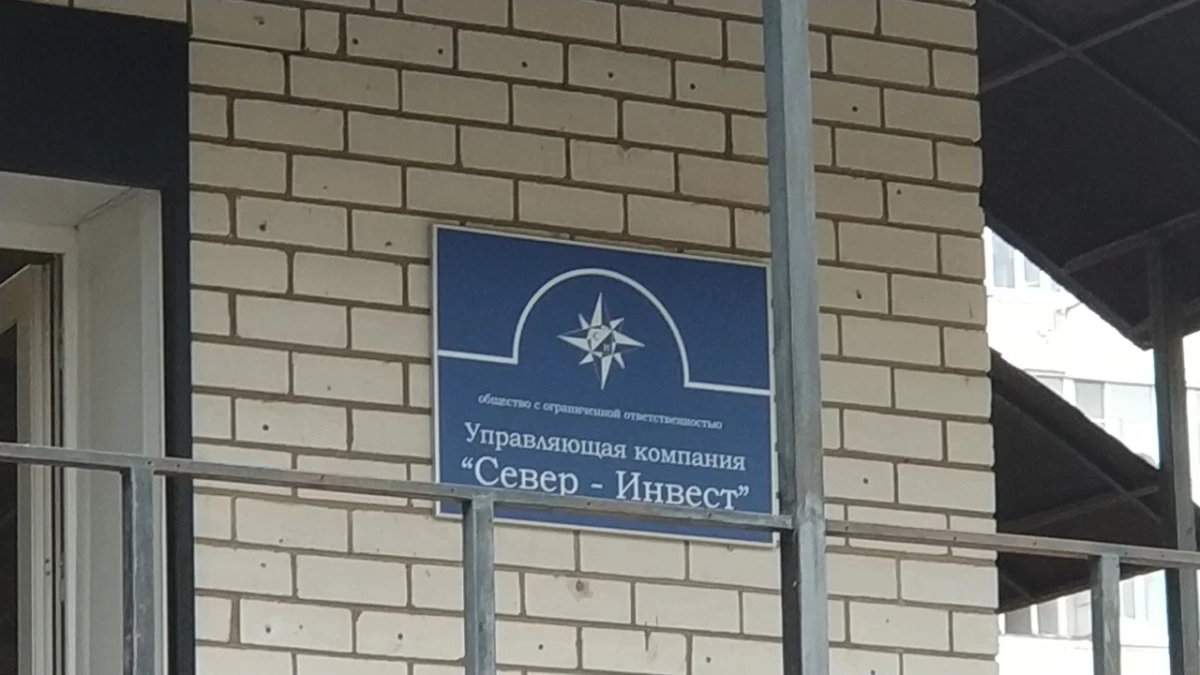 С И
общество с ограниченной ответственностью
Управляющая компания
“Север - Инвест”